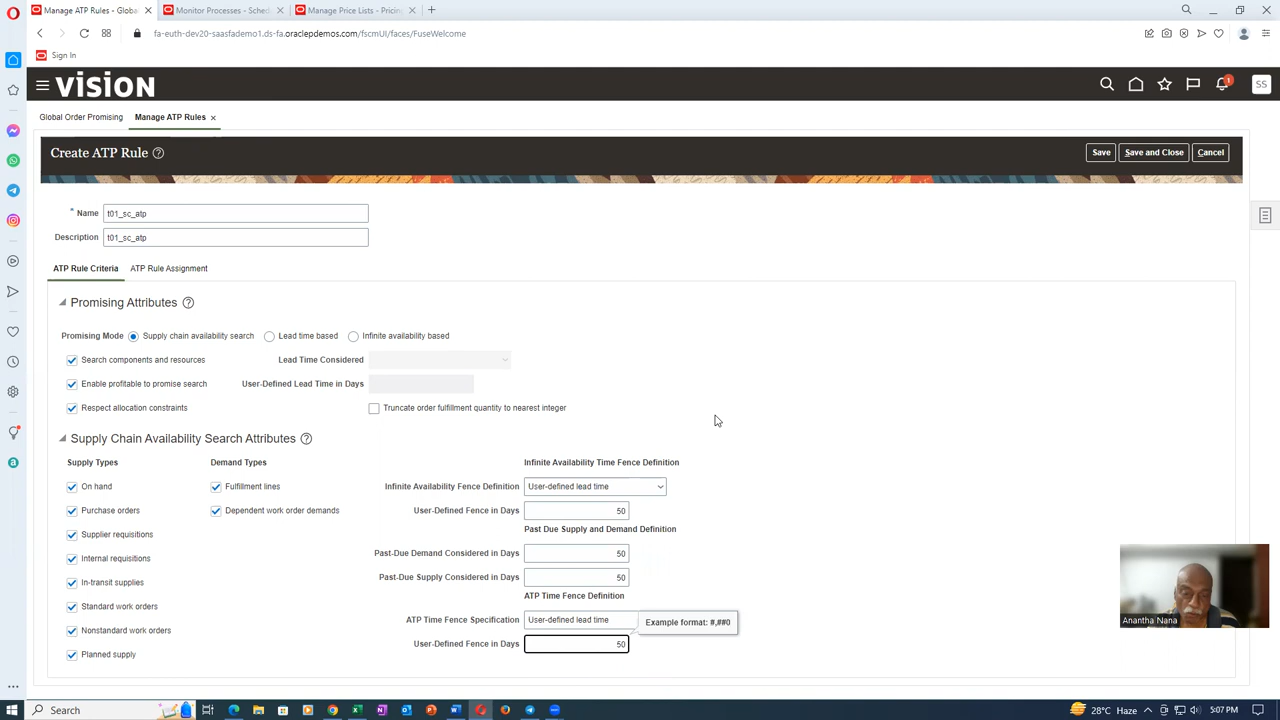 Manage ATP Rules - Globa
Monitor Processes - Sched
Manage Price Lists - Pricin
fa-euth-dev20-saasfademo1.ds-fa.oraclepdemos.com/fscmUI/faces/FuseWelcome
Sign In
VISION
1
SS
Global Order Promising
Manage ATP Rules
Create ATP Rule
Save
Save and Close
Cancel
* Name
t01_sc_atp
Description
t01_sc_atp
ATP Rule Criteria
ATP Rule Assignment
Promising Attributes
Promising Mode
Supply chain availability search
Lead time based
Infinite availability based
Search components and resources
Lead Time Considered
Enable profitable to promise search
User-Defined Lead Time in Days
Respect allocation constraints
Truncate order fulfillment quantity to nearest integer
Supply Chain Availability Search Attributes
Supply Types
Demand Types
Infinite Availability Time Fence Definition
On hand
Fulfillment lines
Infinite Availability Fence Definition
User-defined lead time
Purchase orders
Dependent work order demands
User-Defined Fence in Days
50
Past Due Supply and Demand Definition
Supplier requisitions
Internal requisitions
Past-Due Demand Considered in Days
50
In-transit supplies
Past-Due Supply Considered in Days
50
ATP Time Fence Definition
Standard work orders
ATP Time Fence Specification
User-defined lead time
Example format: #,##0
Nonstandard work orders
User-Defined Fence in Days
50
Planned supply
Anantha Nana
Search
28°C Haze
5:07 PM